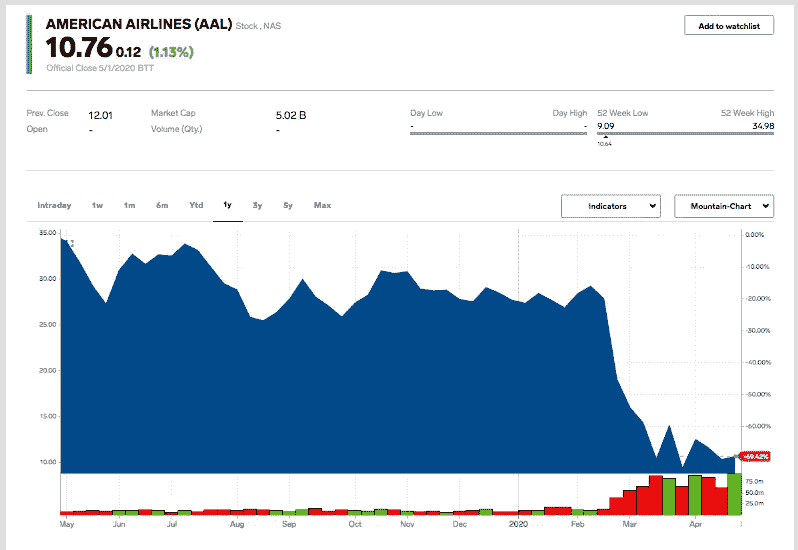 AMERICAN AIRLINES (AAL) Stock , NAS
Add to watchlist
10.76 0.12 (1.13%)
Official Close 5/1/2020 BTT
Prev. Close 12.01 Market Cap 5.02 B Day Low Day High 52 Week Low 52 Week High
Open - Volume (Qty.) - - - 9.09 34.98
10.64
Intraday 1w 1m 6m Ytd 1y 3y 5y Max Indicators Mountain-Chart
35.00 0.00%
30.00 -10.00%
25.00 -20.00%
20.00 -30.00%
15.00 -40.00%
10.00 -50.00%
-60.00%
-69.42%
75.0m
50.0m
25.0m
May Jun Jul Aug Sep Oct Nov Dec 2020 Feb Mar Apr